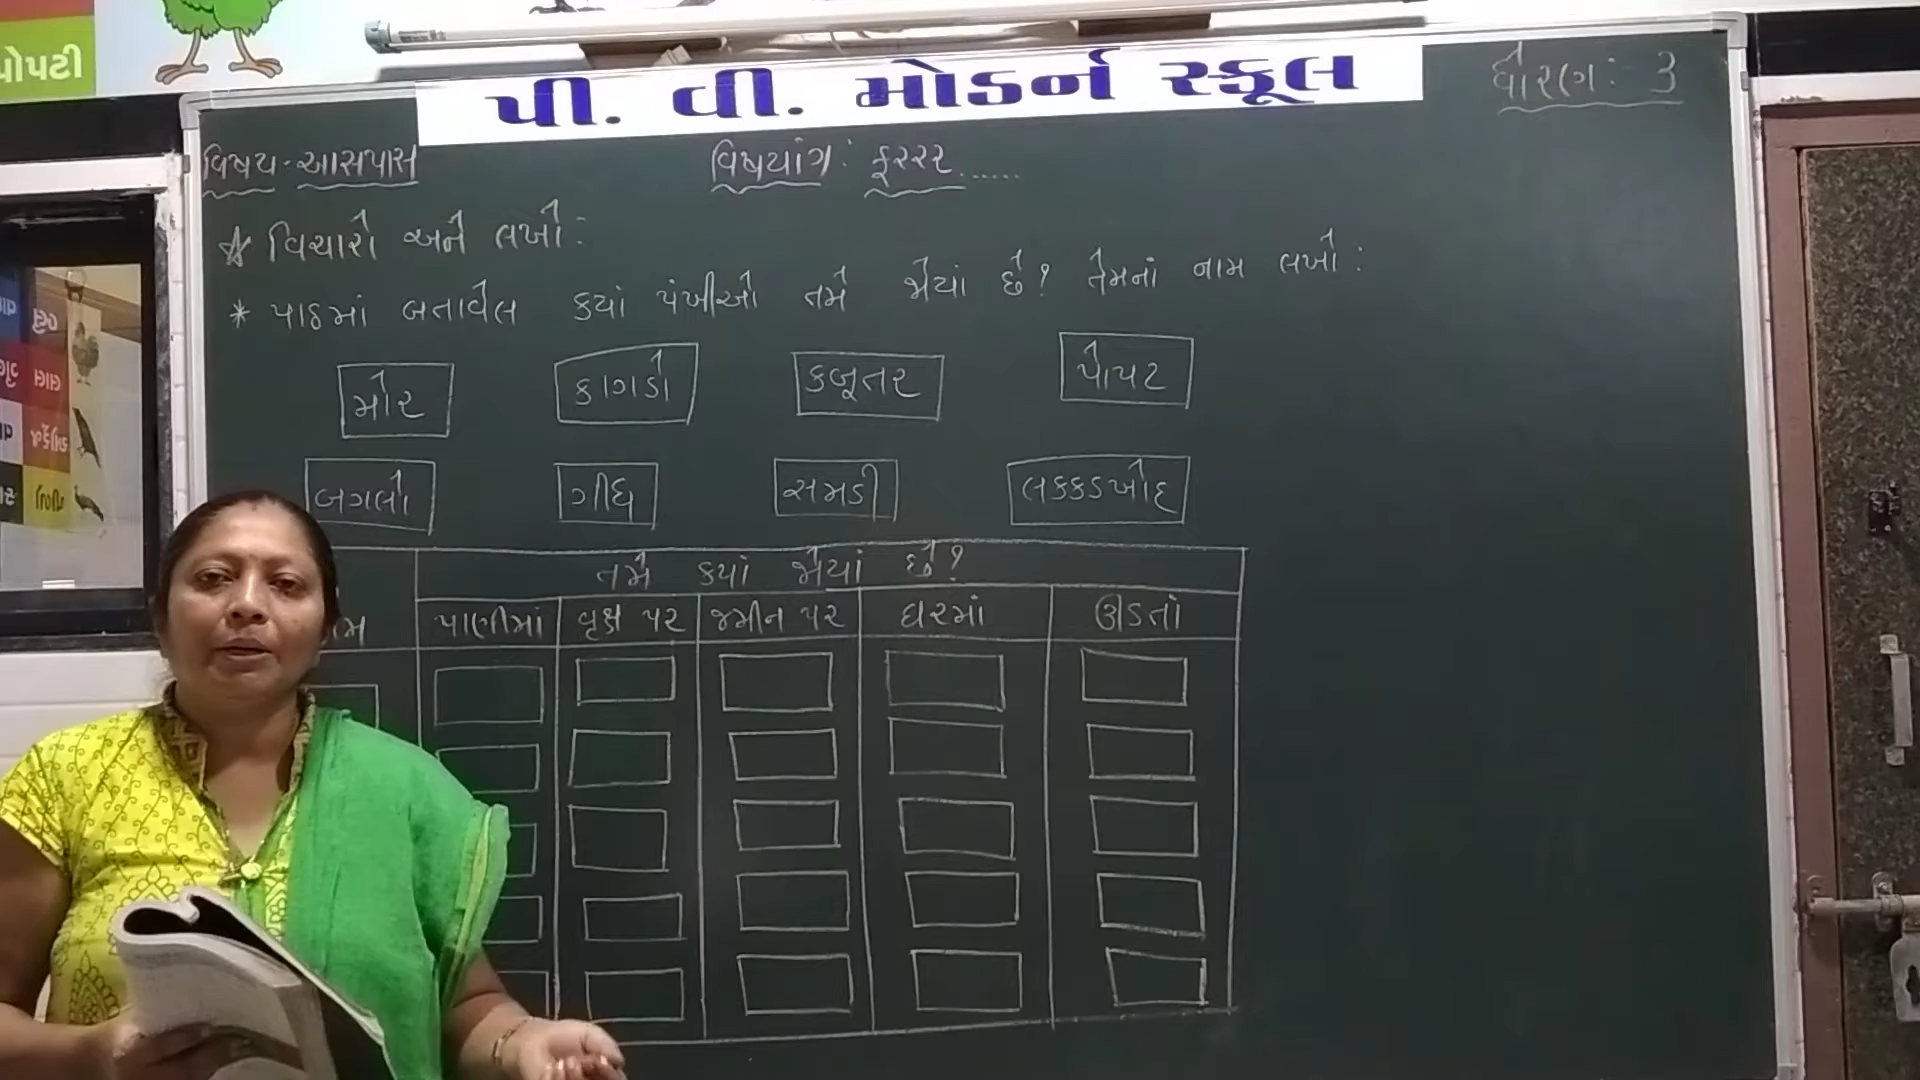 પોપટી
પી. વી. મોડર્ન સ્કૂલ
ધોરણ: 3
વિષય - આસપાસ
વિષયાંગ: ફરરર......
વિચારો અને લખો:
* પાઠમાં બતાવેલ કયાં પંખીઓ તમે જોયાં છે? તેમનાં નામ લખો:
મોર કાગડો કબૂતર પોપટ
બગલો ગીધ સમડી લક્કડખોદ
તમે કયાં જોયાં છે?
પાણીમાં વૃક્ષ પર જમીન પર ઘરમાં ઊડતાં